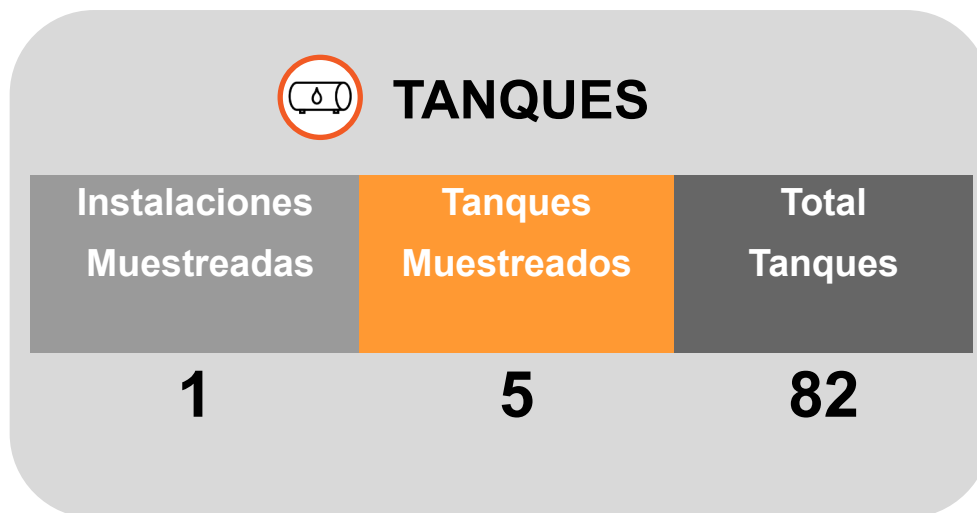 TANQUES
Instalaciones
Muestreadas
Tanques
Muestreados
Total
Tanques
1
5
82